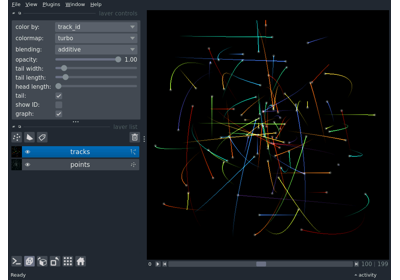 File View Plugins Window Help
layer controls
color by: track_id
colormap: turbo
blending: additive
opacity: 1.00
tail width:
tail length:
head length:
tail:
show ID:
graph:
layer list
tracks
points
100 | 199
Ready
activity